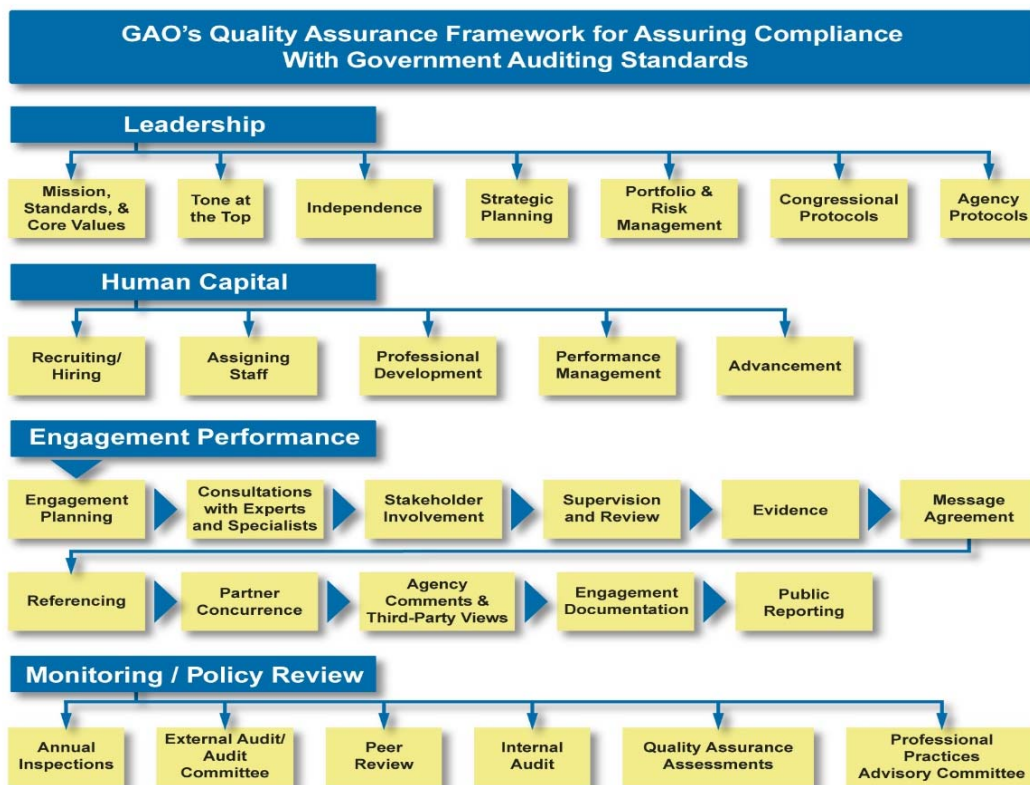 GAO's Quality Assurance Framework for Assuring Compliance
With Government Auditing Standards
Leadership
Mission,
Standards, &
Core Values
Tone at
the Top
Independence
Strategic
Planning
Portfolio &
Risk
Management
Congressional
Protocols
Agency
Protocols
Human Capital
Recruiting/
Hiring
Assigning
Staff
Professional
Development
Performance
Management
Advancement
Engagement Performance
Engagement
Planning
Consultations
with Experts
and Specialists
Stakeholder
Involvement
Supervision
and Review
Evidence
Message
Agreement
Referencing
Partner
Concurrence
Agency
Comments &
Third-Party Views
Engagement
Documentation
Public
Reporting
Monitoring / Policy Review
Annual
Inspections
External Audit/
Audit
Committee
Peer
Review
Internal
Audit
Quality Assurance
Assessments
Professional
Practices
Advisory Committee